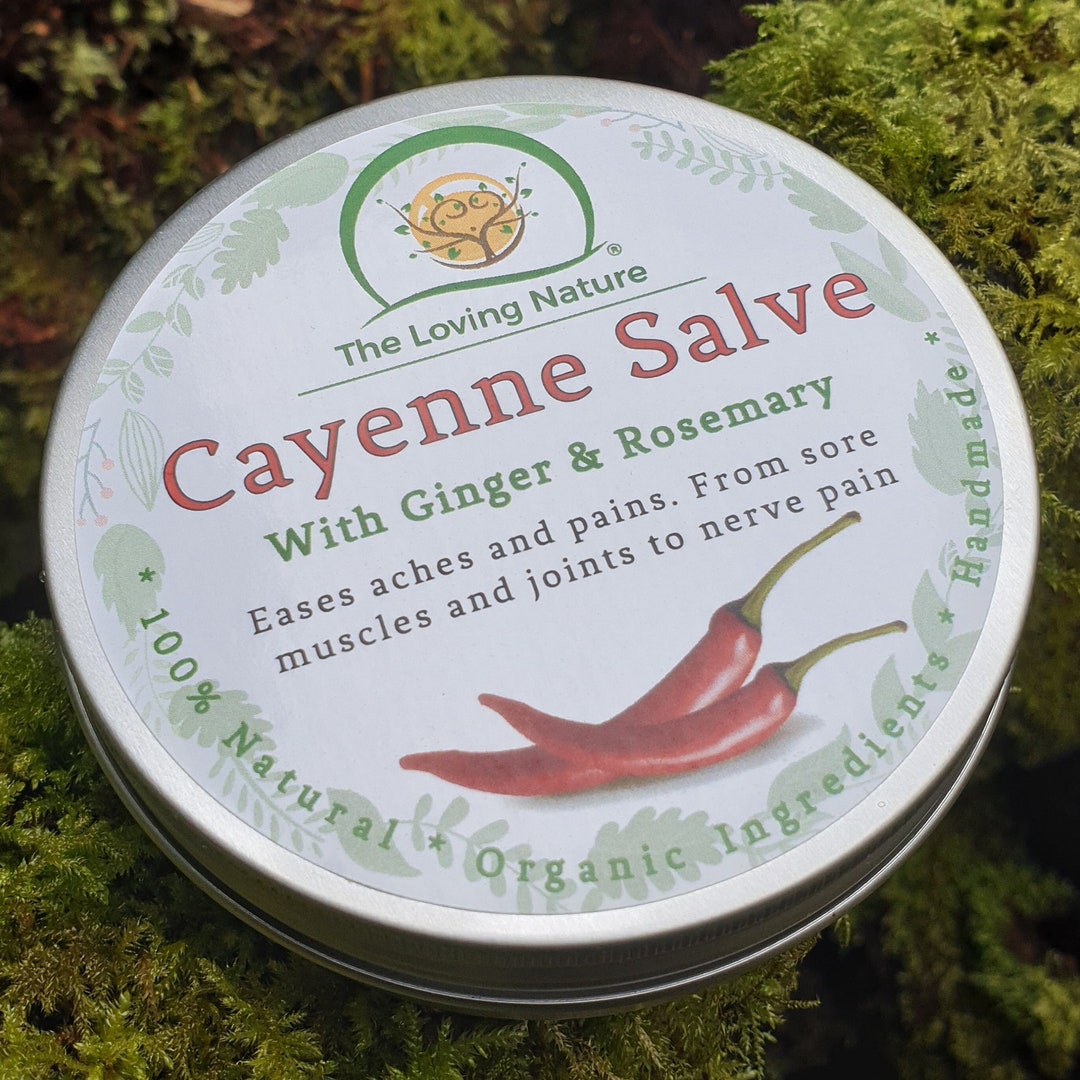 The Loving Nature®
Cayenne Salve
With Ginger & Rosemary
Eases aches and pains. From sore
muscles and joints to nerve pain
* 100% Natural * Organic Ingredients * Handmade *